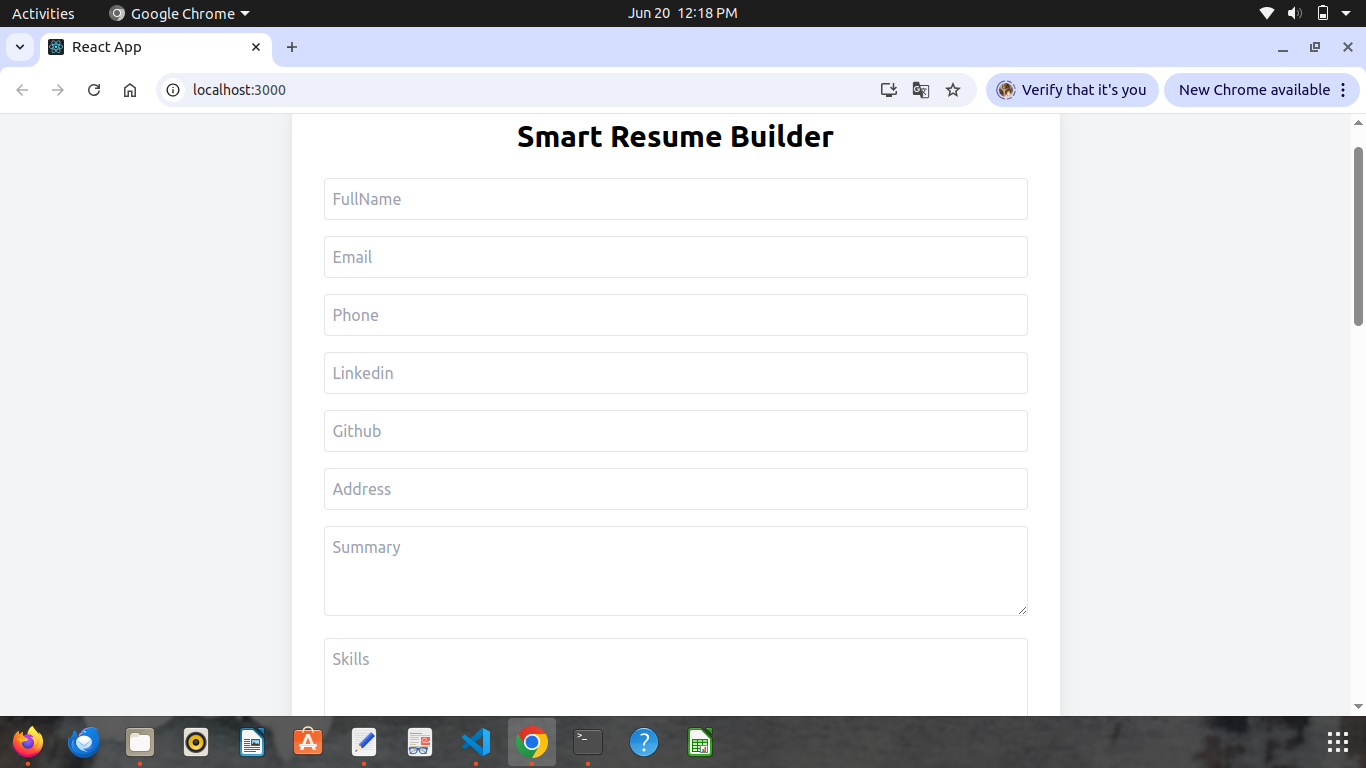 Activities
Google Chrome
Jun 20 12:18 PM
React App
localhost:3000
Verify that it's you
New Chrome available
Smart Resume Builder
FullName
Email
Phone
Linkedin
Github
Address
Summary
Skills